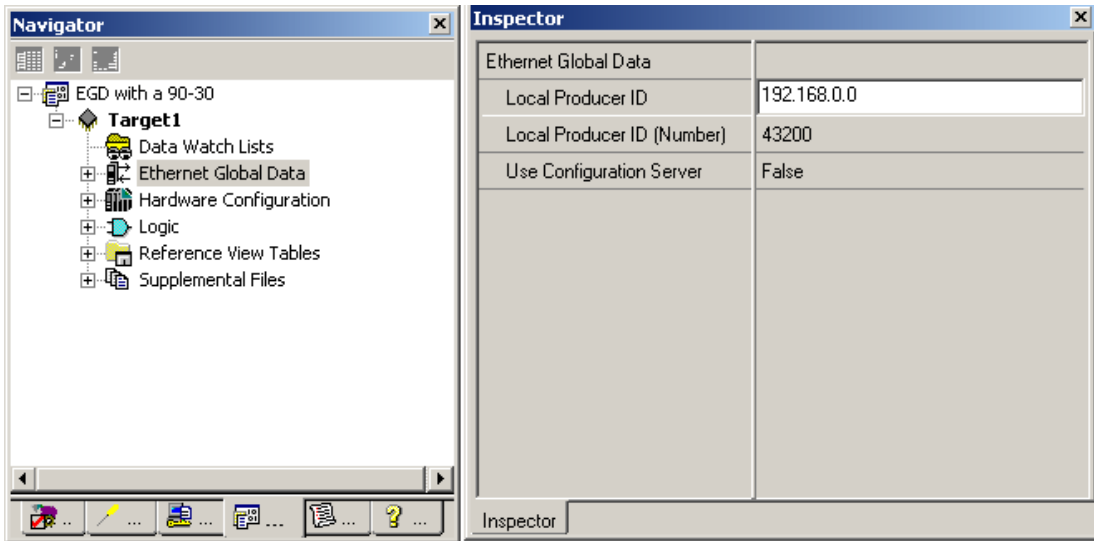 Navigator
EGD with a 90-30
Target1
Data Watch Lists
Ethernet Global Data
Hardware Configuration
Logic
Reference View Tables
Supplemental Files
.. ... ... ... ... ...
Inspector
Ethernet Global Data
Local Producer ID 192.168.0.0
Local Producer ID (Number) 43200
Use Configuration Server False
Inspector